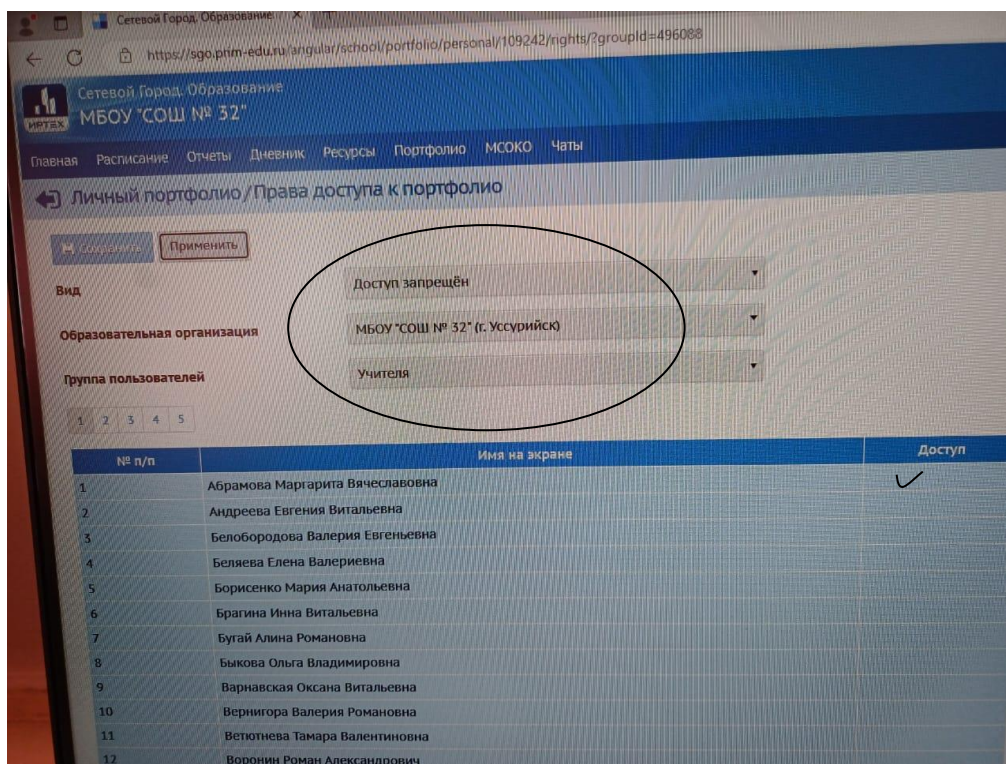 Сетевой Город. Образование
https://sgo.prim-edu.ru/angular/school/portfolio/personal/109242/rights/?groupId=496088
Сетевой Город. Образование
МБОУ "СОШ № 32"
ИРТЕХ
Главная Расписание Отчеты Дневник Ресурсы Портфолио МСОКО Чаты
Личный портфолио/Права доступа к портфолио
Сохранить Применить
Вид Доступ запрещён
Образовательная организация МБОУ "СОШ № 32" (г. Уссурийск)
Группа пользователей Учителя
1 2 3 4 5
№ п/п Имя на экране Доступ
1 Абрамова Маргарита Вячеславовна
2 Андреева Евгения Витальевна
3 Белобородова Валерия Евгеньевна
4 Беляева Елена Валериевна
5 Борисенко Мария Анатольевна
6 Брагина Инна Витальевна
7 Бугай Алина Романовна
8 Быкова Ольга Владимировна
9 Варнавская Оксана Витальевна
10 Вернигора Валерия Романовна
11 Ветютнева Тамара Валентиновна
12 Воронин Роман Александрович